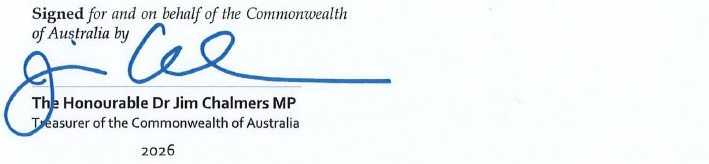 Signed for and on behalf of the Commonwealth
of Australia by
The Honourable Dr Jim Chalmers MP
Treasurer of the Commonwealth of Australia
2026